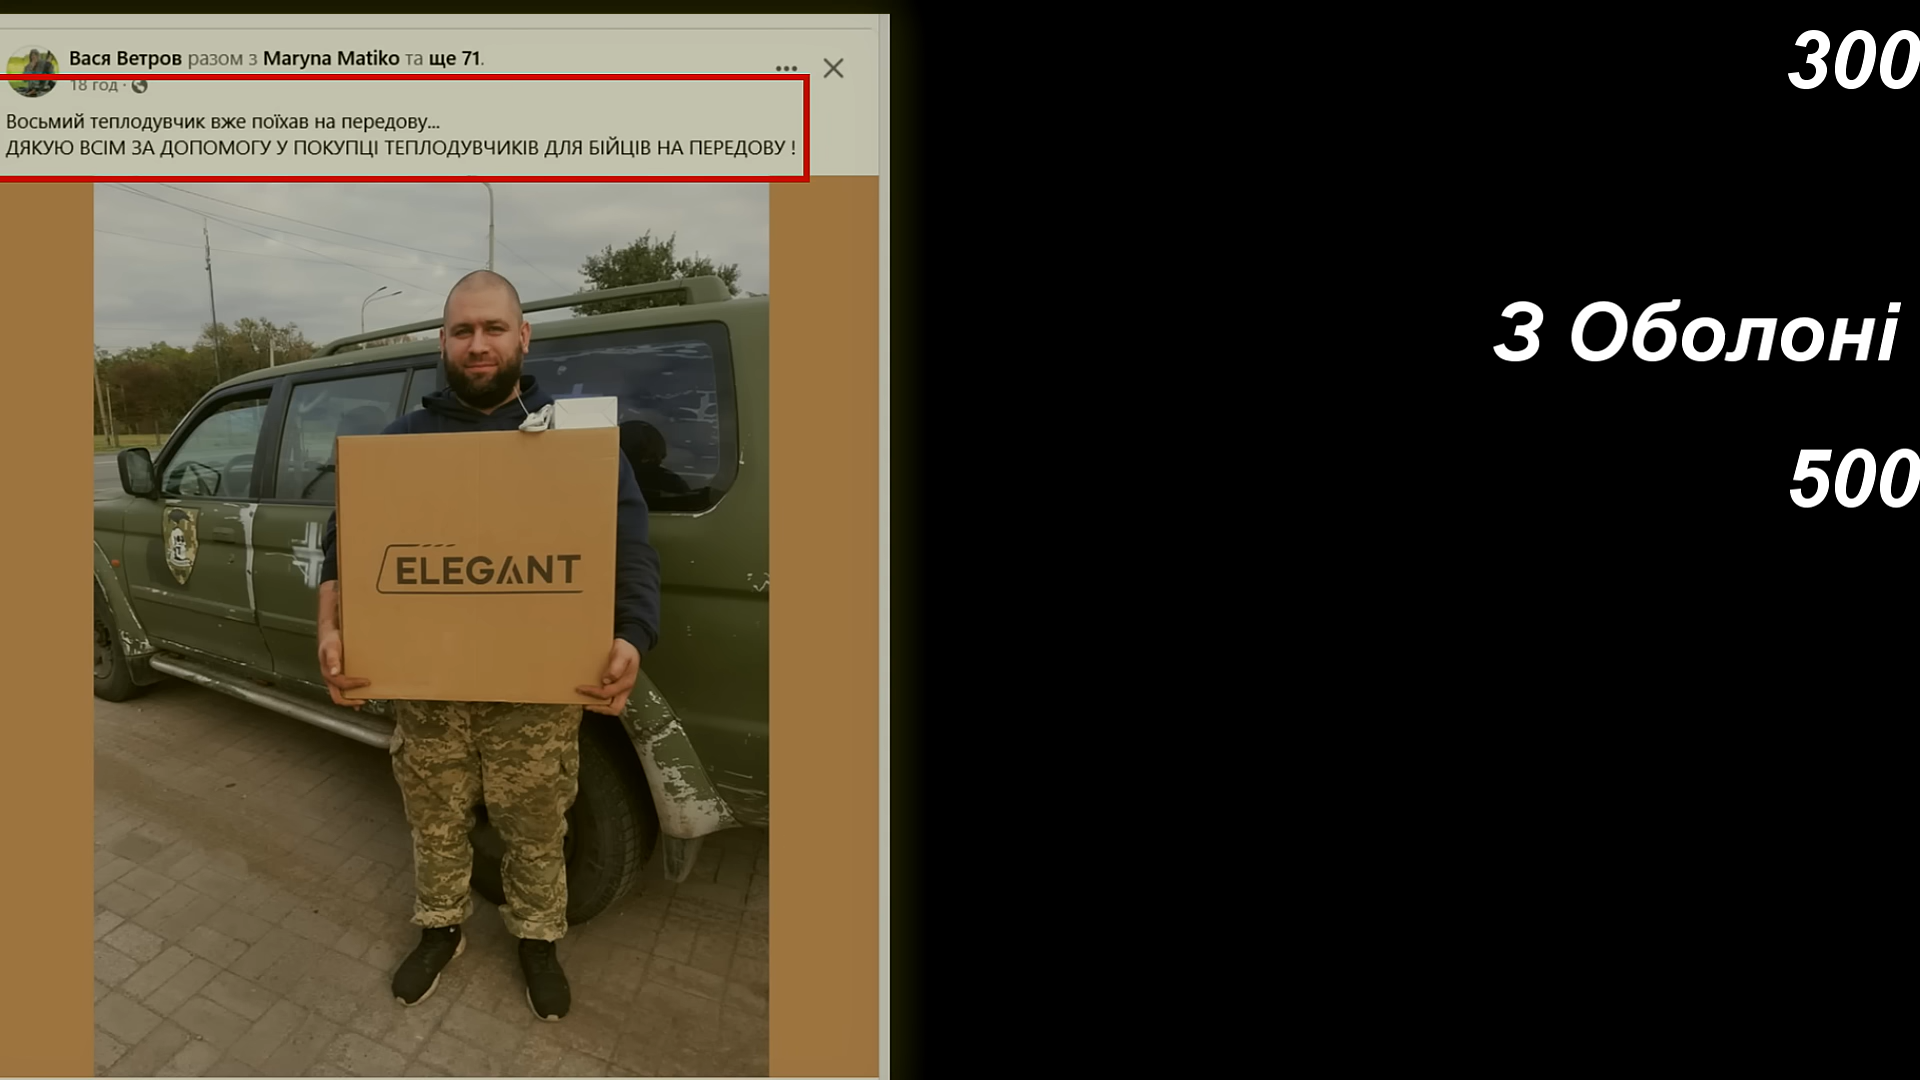 Вася Ветров разом з Maryna Matiko та ще 71.
18 год ·
Восьмий теплодувчик вже поїхав на передову...
ДЯКУЮ ВСІМ ЗА ДОПОМОГУ У ПОКУПЦІ ТЕПЛОДУВЧИКІВ ДЛЯ БІЙЦІВ НА ПЕРЕДОВУ !
ELEGANT
300
З Оболоні
500